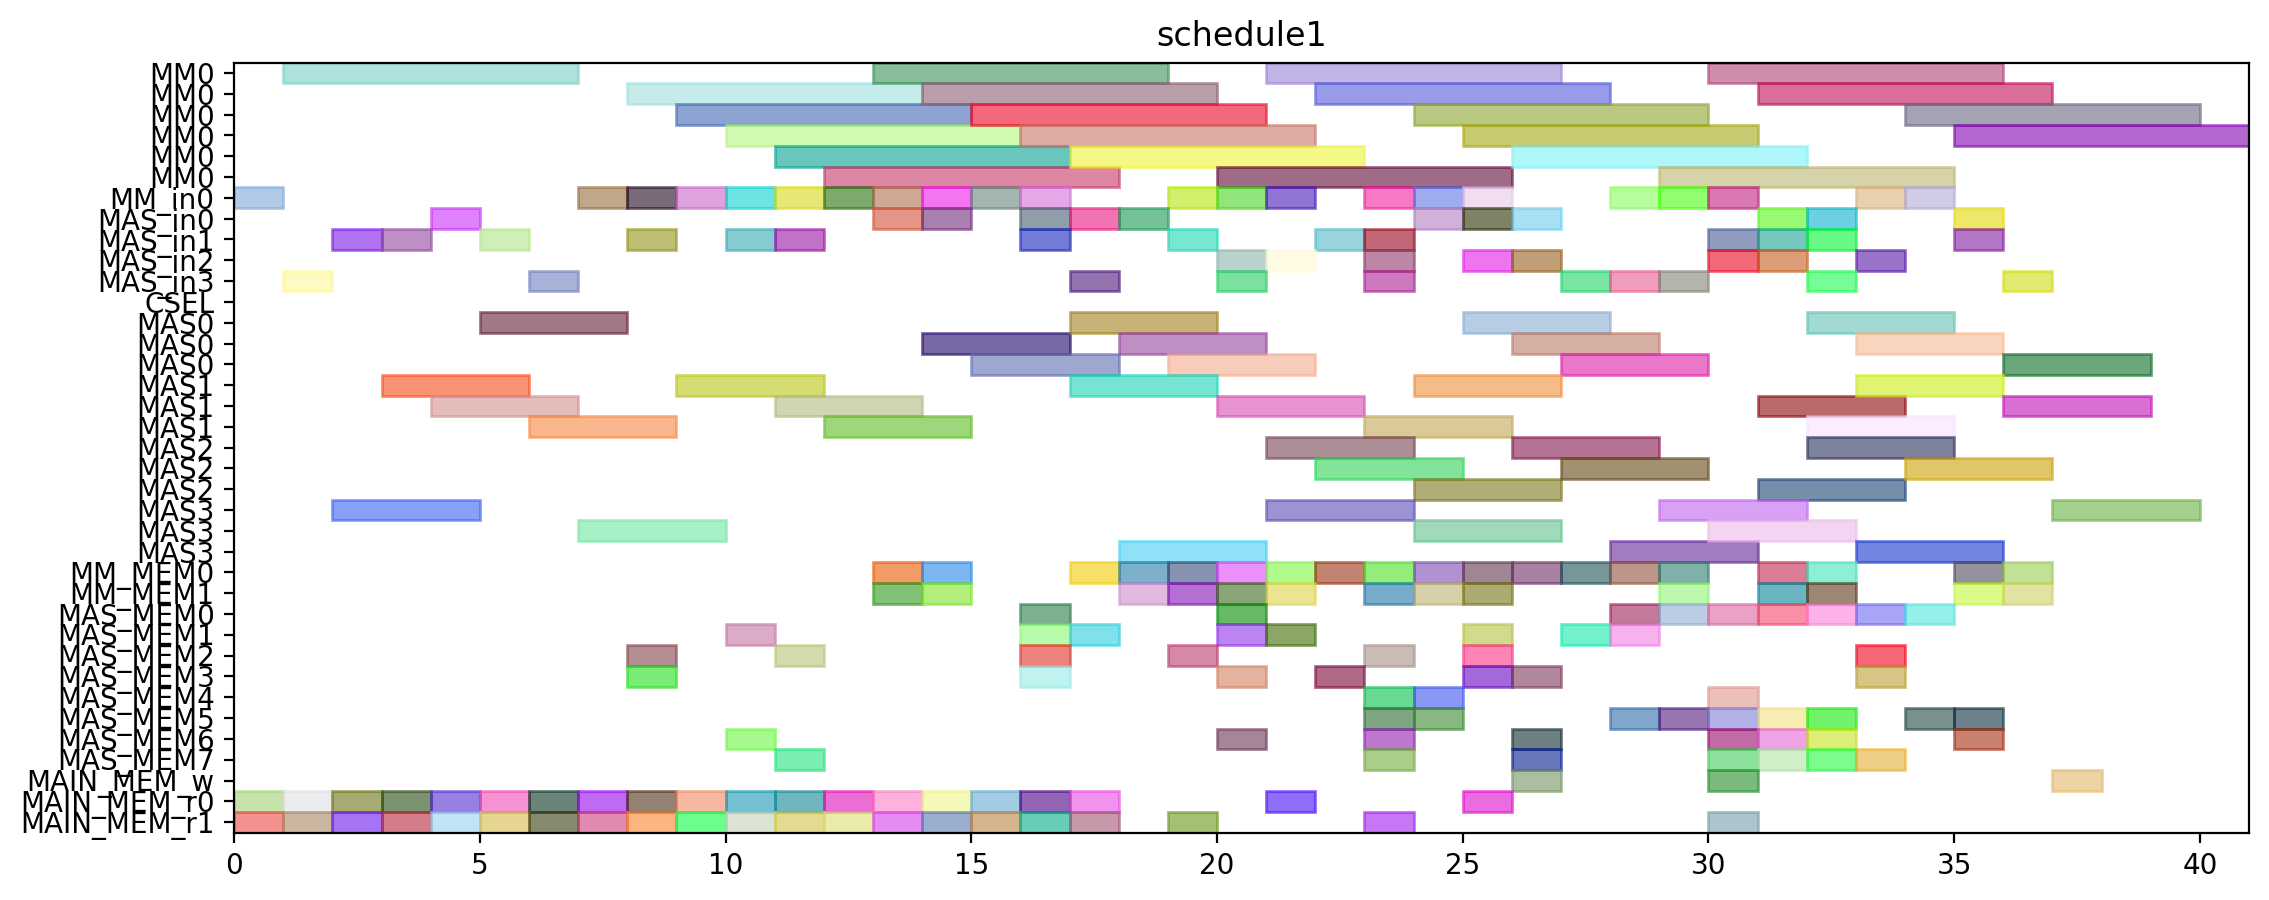 schedule1
MM0
MM0
MM0
MM0
MM0
MM0
MM_in0
MAS_in0
MAS_in1
MAS_in2
MAS_in3
CSEL
MAS0
MAS0
MAS0
MAS1
MAS1
MAS1
MAS2
MAS2
MAS2
MAS3
MAS3
MAS3
MM_MEM0
MM_MEM1
MAS_MEM0
MAS_MEM1
MAS_MEM2
MAS_MEM3
MAS_MEM4
MAS_MEM5
MAS_MEM6
MAS_MEM7
MAIN_MEM_w
MAIN_MEM_r0
MAIN_MEM_r1
0 5 10 15 20 25 30 35 40